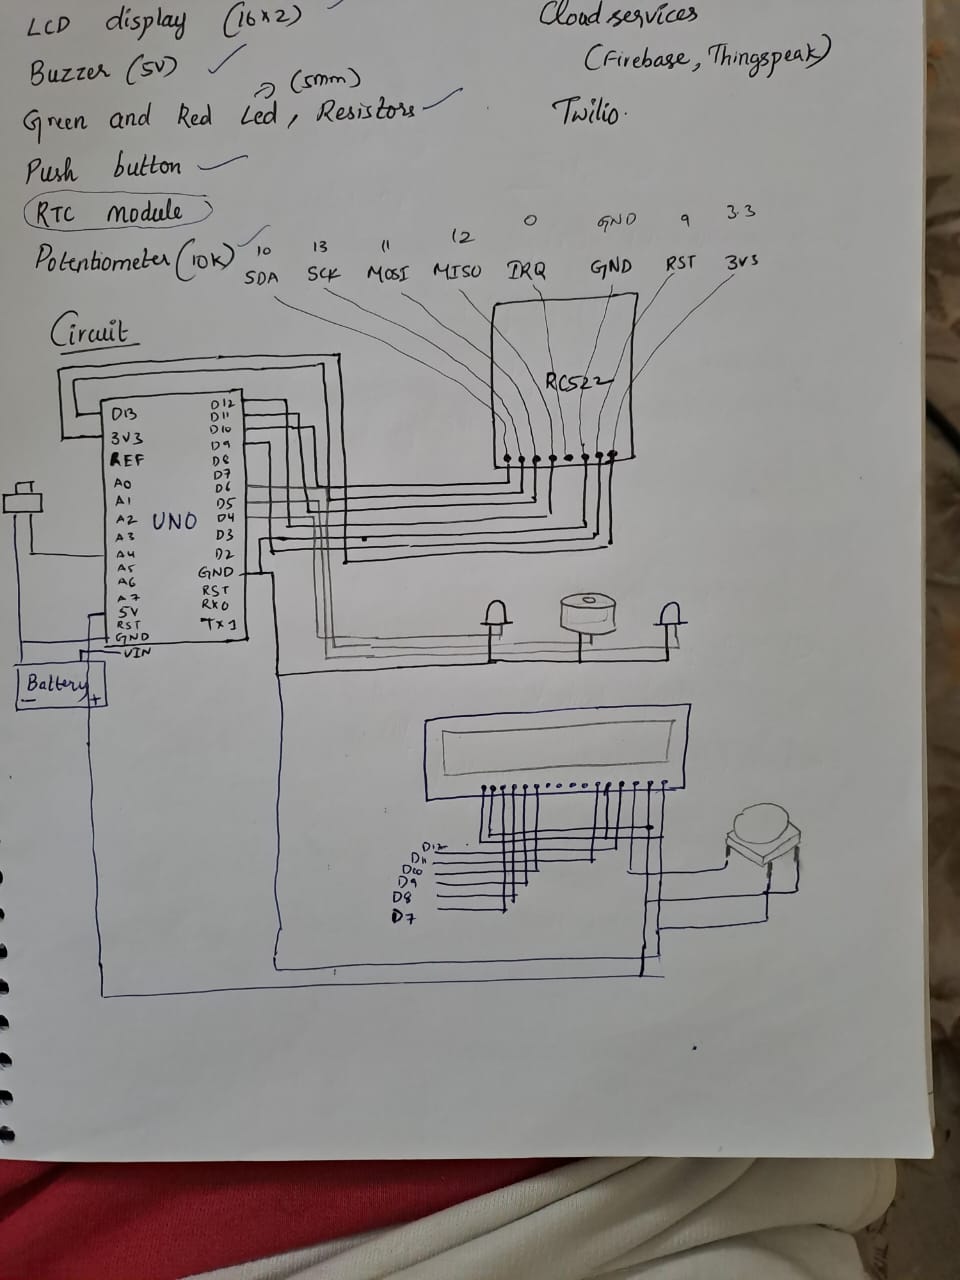 LCD display (16x2)
Cloud services
Buzzer (5V)
(Firebase, Thingspeak)
(5mm)
Green and Red Led, Resistors
Twilio.
Push button
RTC module
Potentiometer (10K)
10 13 11 12 0 GND 9 3.3
SDA SCK MOSI MISO IRQ GND RST 3V3
Circuit
RC522
UNO
D13
3V3
REF
A0
A1
A2
A3
A4
A5
A6
A7
5V
RST
GND
VIN
D12
D11
D10
D9
D8
D7
D6
D5
D4
D3
D2
GND
RST
RX0
TX1
Battery
- +
D12
D11
D10
D9
D8
D7